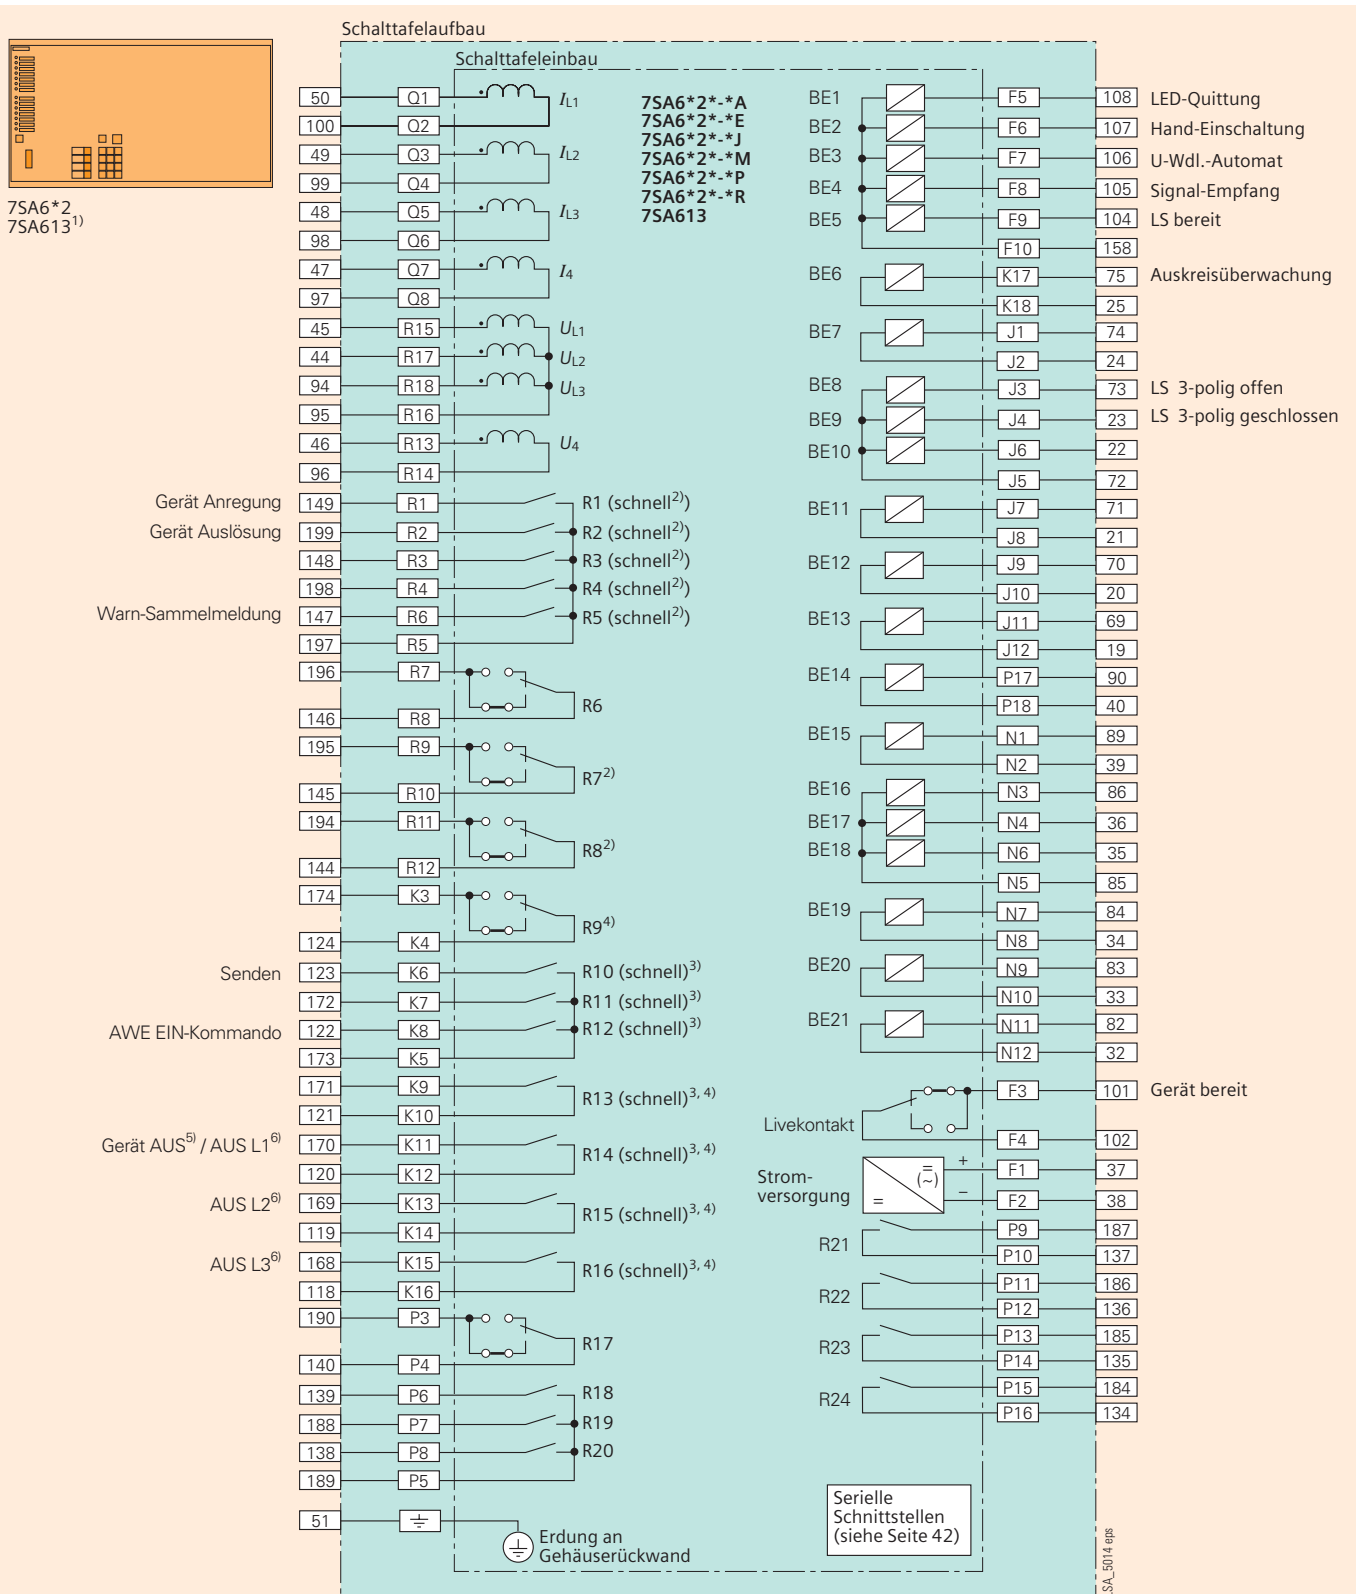 Schalttafelaufbau
Schalttafeleinbau
7SA6*2
7SA613¹⁾
7SA6*2*-*A
7SA6*2*-*E
7SA6*2*-*J
7SA6*2*-*M
7SA6*2*-*P
7SA6*2*-*R
7SA613
50 Q1 IL1
100 Q2
49 Q3 IL2
99 Q4
48 Q5 IL3
98 Q6
47 Q7 I4
97 Q8
45 R15 UL1
44 R17 UL2
94 R18 UL3
95 R16
46 R13 U4
96 R14
Gerät Anregung 149 R1 R1 (schnell²⁾)
Gerät Auslösung 199 R2 R2 (schnell²⁾)
148 R3 R3 (schnell²⁾)
198 R4 R4 (schnell²⁾)
Warn-Sammelmeldung 147 R6 R5 (schnell²⁾)
197 R5
196 R7
R6
146 R8
195 R9
R7²⁾
145 R10
194 R11
R8²⁾
144 R12
174 K3
R9⁴⁾
124 K4
Senden 123 K6 R10 (schnell)³⁾
172 K7 R11 (schnell)³⁾
AWE EIN-Kommando 122 K8 R12 (schnell)³⁾
173 K5
171 K9
R13 (schnell)³, ⁴⁾
121 K10
Gerät AUS⁵⁾ / AUS L1⁶⁾ 170 K11
R14 (schnell)³, ⁴⁾
120 K12
AUS L2⁶⁾ 169 K13
R15 (schnell)³, ⁴⁾
119 K14
AUS L3⁶⁾ 168 K15
R16 (schnell)³, ⁴⁾
118 K16
190 P3
R17
140 P4
139 P6 R18
188 P7 R19
138 P8 R20
189 P5
51
Erdung an
Gehäuserückwand
BE1 F5 108 LED-Quittung
BE2 F6 107 Hand-Einschaltung
BE3 F7 106 U-Wdl.-Automat
BE4 F8 105 Signal-Empfang
BE5 F9 104 LS bereit
F10 158
BE6 K17 75 Auskreisüberwachung
K18 25
BE7 J1 74
J2 24
BE8 J3 73 LS 3-polig offen
BE9 J4 23 LS 3-polig geschlossen
BE10 J6 22
J5 72
BE11 J7 71
J8 21
BE12 J9 70
J10 20
BE13 J11 69
J12 19
BE14 P17 90
P18 40
BE15 N1 89
N2 39
BE16 N3 86
BE17 N4 36
BE18 N6 35
N5 85
BE19 N7 84
N8 34
BE20 N9 83
N10 33
BE21 N11 82
N12 32
F3 101 Gerät bereit
Livekontakt
F4 102
Strom-
versorgung
= (~) =
+ F1 37
− F2 38
P9 187
R21
P10 137
P11 186
R22
P12 136
P13 185
R23
P14 135
P15 184
R24
P16 134
Serielle
Schnittstellen
(siehe Seite 42)
LSA_5014 eps